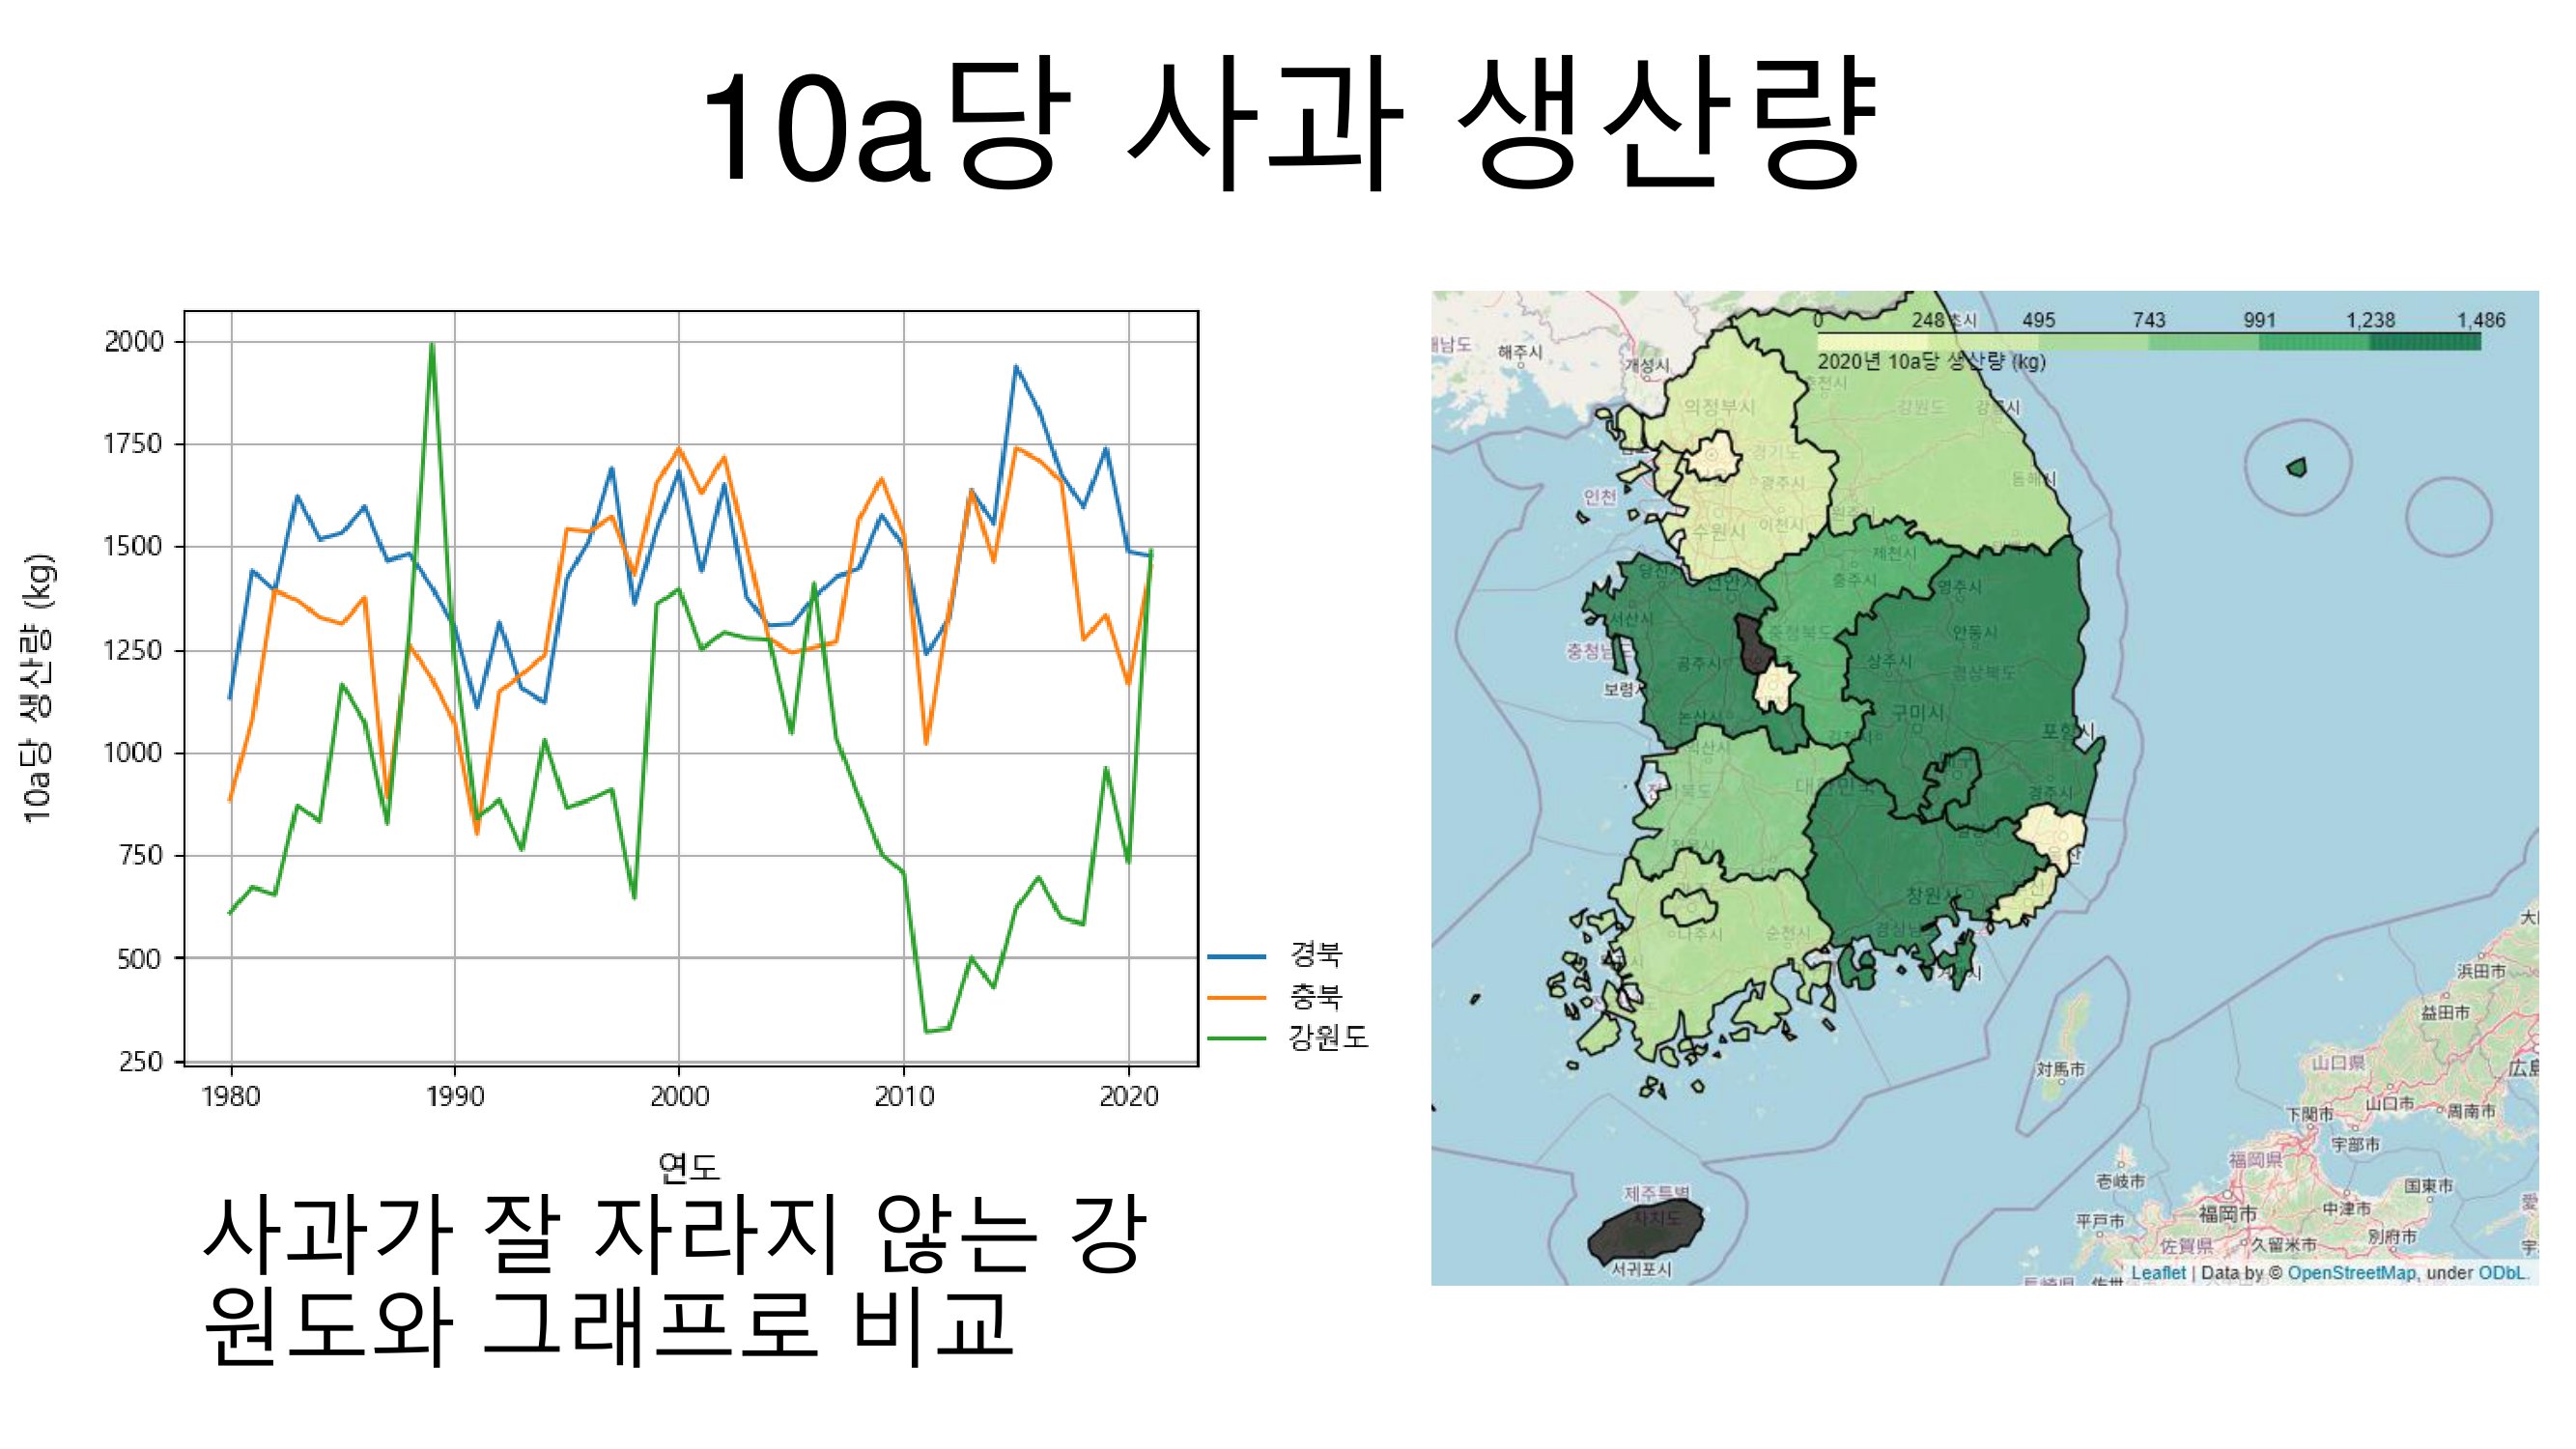 10a당 사과 생산량
2000
1750
1500
1250
1000
750
500
250
10a당 생산량 (kg)
1980 1990 2000 2010 2020
연도
경북
충북
강원도
사과가 잘 자라지 않는 강
원도와 그래프로 비교
0 248 495 743 991 1,238 1,486
2020년 10a당 생산량 (kg)
해주시
개성시
춘천시
강원도
강릉시
의정부시
경기도
광주시
동해시
인천
수원시
이천시
원주시
제천시
당진시
천안시
충주시
영주시
서산시
충청북도
안동시
충청남도
공주시
상주시
경상북도
보령시
논산시
구미시
포항시
익산시
김천시
대한민국
경주시
창원시
나주시
순천시
浜田市
益田市
対馬市
山口県
広島
下関市
山口市
周南市
宇部市
福岡県
壱岐市
国東市
제주특별
자치도
平戸市
福岡市
中津市
佐賀県
久留米市
別府市
서귀포시
Leaflet | Data by © OpenStreetMap, under ODbL.